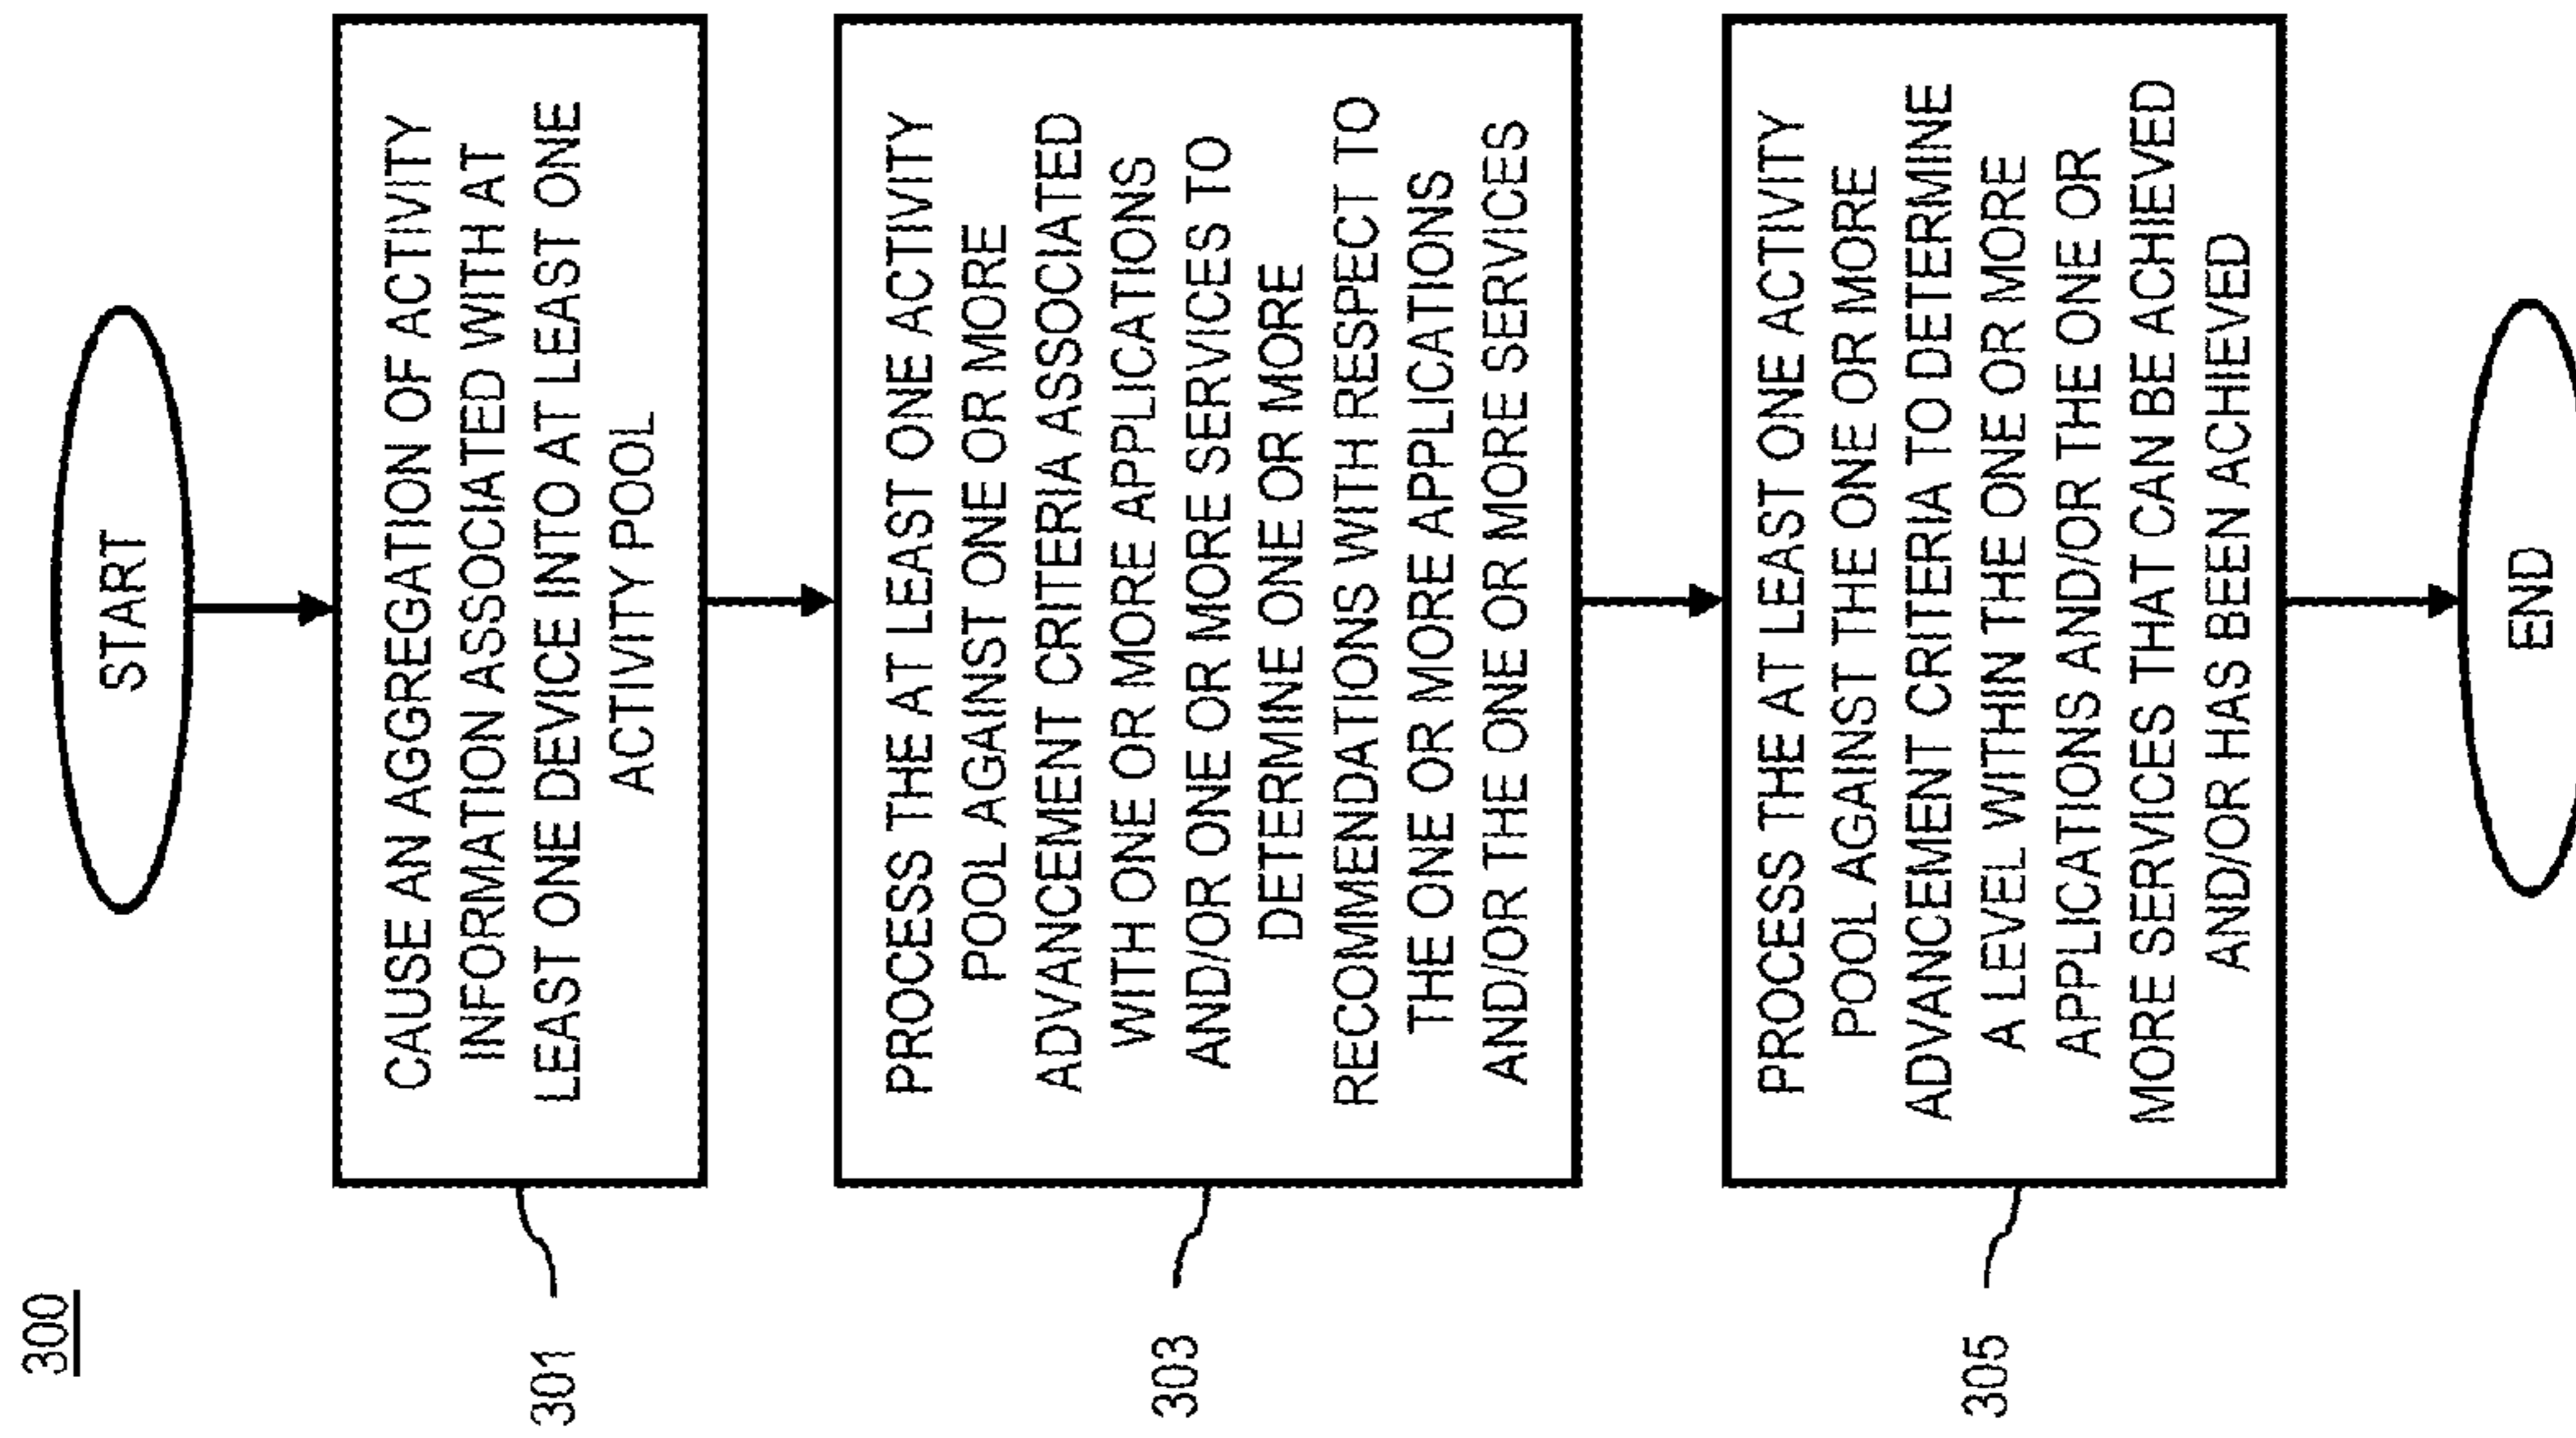 300
START
301
CAUSE AN AGGREGATION OF ACTIVITY
INFORMATION ASSOCIATED WITH AT
LEAST ONE DEVICE INTO AT LEAST ONE
ACTIVITY POOL
303
PROCESS THE AT LEAST ONE ACTIVITY
POOL AGAINST ONE OR MORE
ADVANCEMENT CRITERIA ASSOCIATED
WITH ONE OR MORE APPLICATIONS
AND/OR ONE OR MORE SERVICES TO
DETERMINE ONE OR MORE
RECOMMENDATIONS WITH RESPECT TO
THE ONE OR MORE APPLICATIONS
AND/OR THE ONE OR MORE SERVICES
305
PROCESS THE AT LEAST ONE ACTIVITY
POOL AGAINST THE ONE OR MORE
ADVANCEMENT CRITERIA TO DETERMINE
A LEVEL WITHIN THE ONE OR MORE
APPLICATIONS AND/OR THE ONE OR
MORE SERVICES THAT CAN BE ACHIEVED
AND/OR HAS BEEN ACHIEVED
END